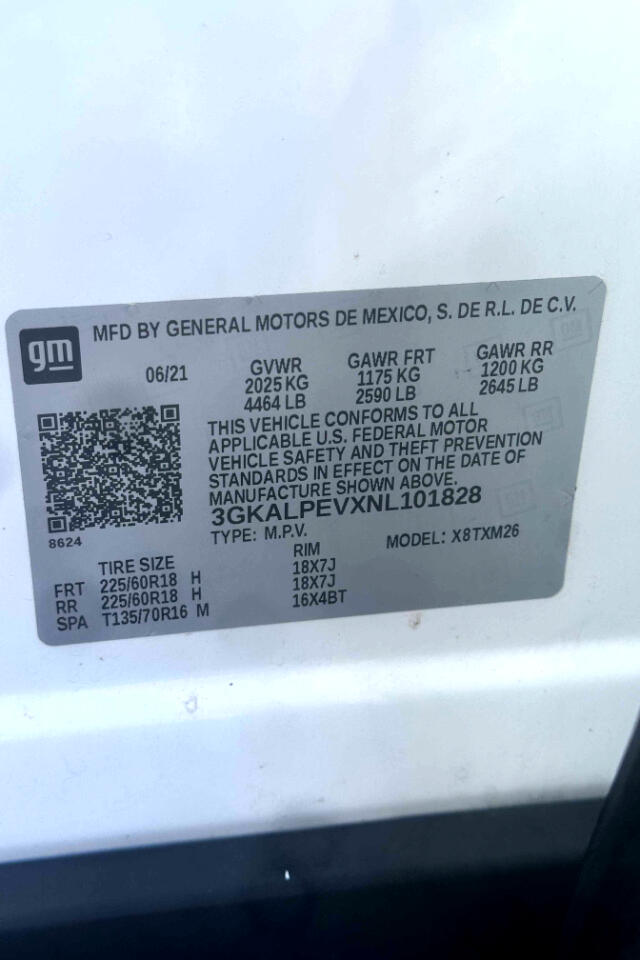 gm MFD BY GENERAL MOTORS DE MEXICO, S. DE R.L. DE C.V.
06/21 GVWR GAWR FRT GAWR RR
2025 KG 1175 KG 1200 KG
4464 LB 2590 LB 2645 LB
THIS VEHICLE CONFORMS TO ALL
APPLICABLE U.S. FEDERAL MOTOR
VEHICLE SAFETY AND THEFT PREVENTION
STANDARDS IN EFFECT ON THE DATE OF
MANUFACTURE SHOWN ABOVE.
3GKALPEVXNL101828
8624 TYPE: M.P.V. MODEL: X8TXM26
TIRE SIZE RIM
FRT 225/60R18 H 18X7J
RR 225/60R18 H 18X7J
SPA T135/70R16 M 16X4BT